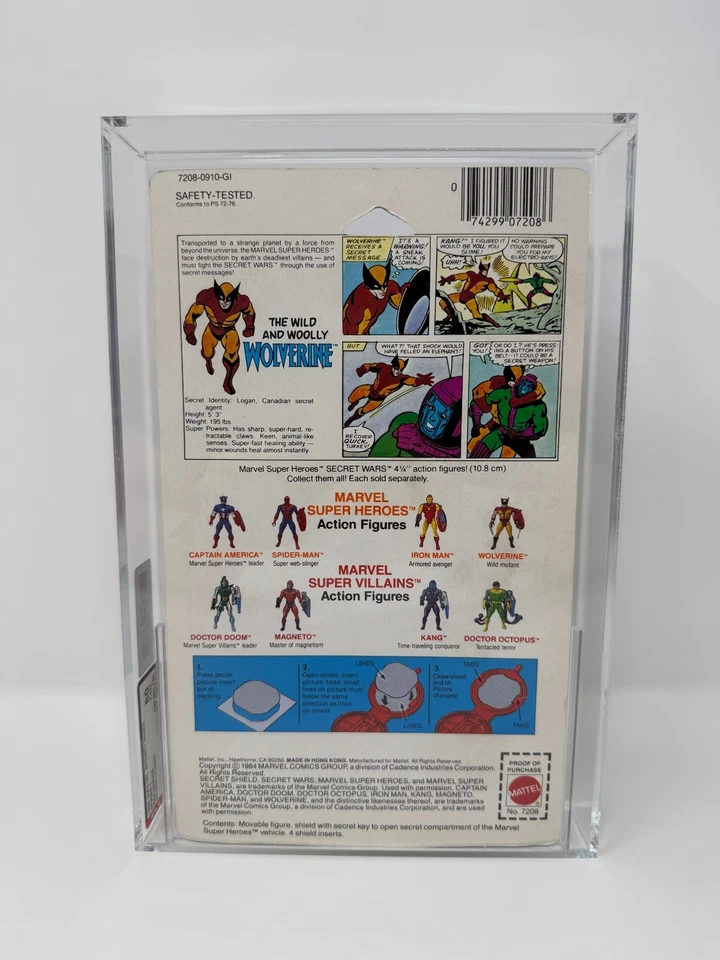 7208-0910-GI
SAFETY-TESTED.
Conforms to PS 72-76.
0
74299 07208
Transported to a strange planet by a force from
beyond the universe, the MARVEL SUPER HEROES™
face destruction by earth's deadliest villains — and
must fight the SECRET WARS™ through the use of
secret messages!
THE WILD
AND WOOLLY
WOLVERINE™
Secret Identity: Logan, Canadian secret
agent
Height: 5' 3"
Weight: 195 lbs.
Super Powers: Has sharp, super-hard, re-
tractable claws. Keen, animal-like
senses. Super-fast healing ability —
minor wounds heal almost instantly.
WOLVERINE™
RECEIVES A
SECRET
MESSAGE.
IT'S A
WARNING!
A SNEAK
ATTACK IS
COMING!
KANG!™ I FIGURED IT
WOULD BE YOU, YOU
SLIME!
UHH!
NO WARNING
COULD PREPARE
YOU FOR MY
ELECTRO-RAYS!
BUT..
WHAT?! THAT SHOCK WOULD
HAVE FELLED AN ELEPHANT!
I
RECOVER
QUICK,
TURKEY!
GOT
YOU!
OR DO I? HE'S PRESS-
ING A BUTTON ON HIS
BELT--IT COULD BE A
SECRET WEAPON!
Marvel Super Heroes™ SECRET WARS™ 4¼" action figures! (10.8 cm)
Collect them all! Each sold separately.
MARVEL
SUPER HEROES™
Action Figures
CAPTAIN AMERICA™
Marvel Super Heroes™ leader
SPIDER-MAN™
Super web-slinger
IRON MAN™
Armored avenger
WOLVERINE™
Wild mutant
MARVEL
SUPER VILLAINS™
Action Figures
DOCTOR DOOM™
Marvel Super Villains™ leader
MAGNETO™
Master of magnetism
KANG™
Time-traveling conqueror
DOCTOR OCTOPUS™
Tentacled terror
1.
Press secret
picture insert
out of
backing.
2.
Open shield, insert
picture. Note: small
lines on picture must
follow the same
direction as lines
on shield.
LINES
LINES
3.
Close shield
and tilt.
Picture
changes!
TABS
TABS
Mattel, Inc., Hawthorne, CA 90250. MADE IN HONG KONG. Manufactured for Mattel. All Rights Reserved.
Copyright © 1984 MARVEL COMICS GROUP, a division of Cadence Industries Corporation.
All Rights Reserved.
SECRET SHIELD, SECRET WARS, MARVEL SUPER HEROES, and MARVEL SUPER
VILLAINS, are trademarks of the Marvel Comics Group. Used with permission. CAPTAIN
AMERICA, DOCTOR DOOM, DOCTOR OCTOPUS, IRON MAN, KANG, MAGNETO,
SPIDER-MAN, and WOLVERINE, and the distinctive likenesses thereof, are trademarks
of the Marvel Comics Group, a division of Cadence Industries Corporation, and are used
with permission.
Contents: Movable figure, shield with secret key to open secret compartment of the Marvel
Super Heroes™ vehicle. 4 shield inserts.
PROOF OF
PURCHASE
MATTEL
No. 7208